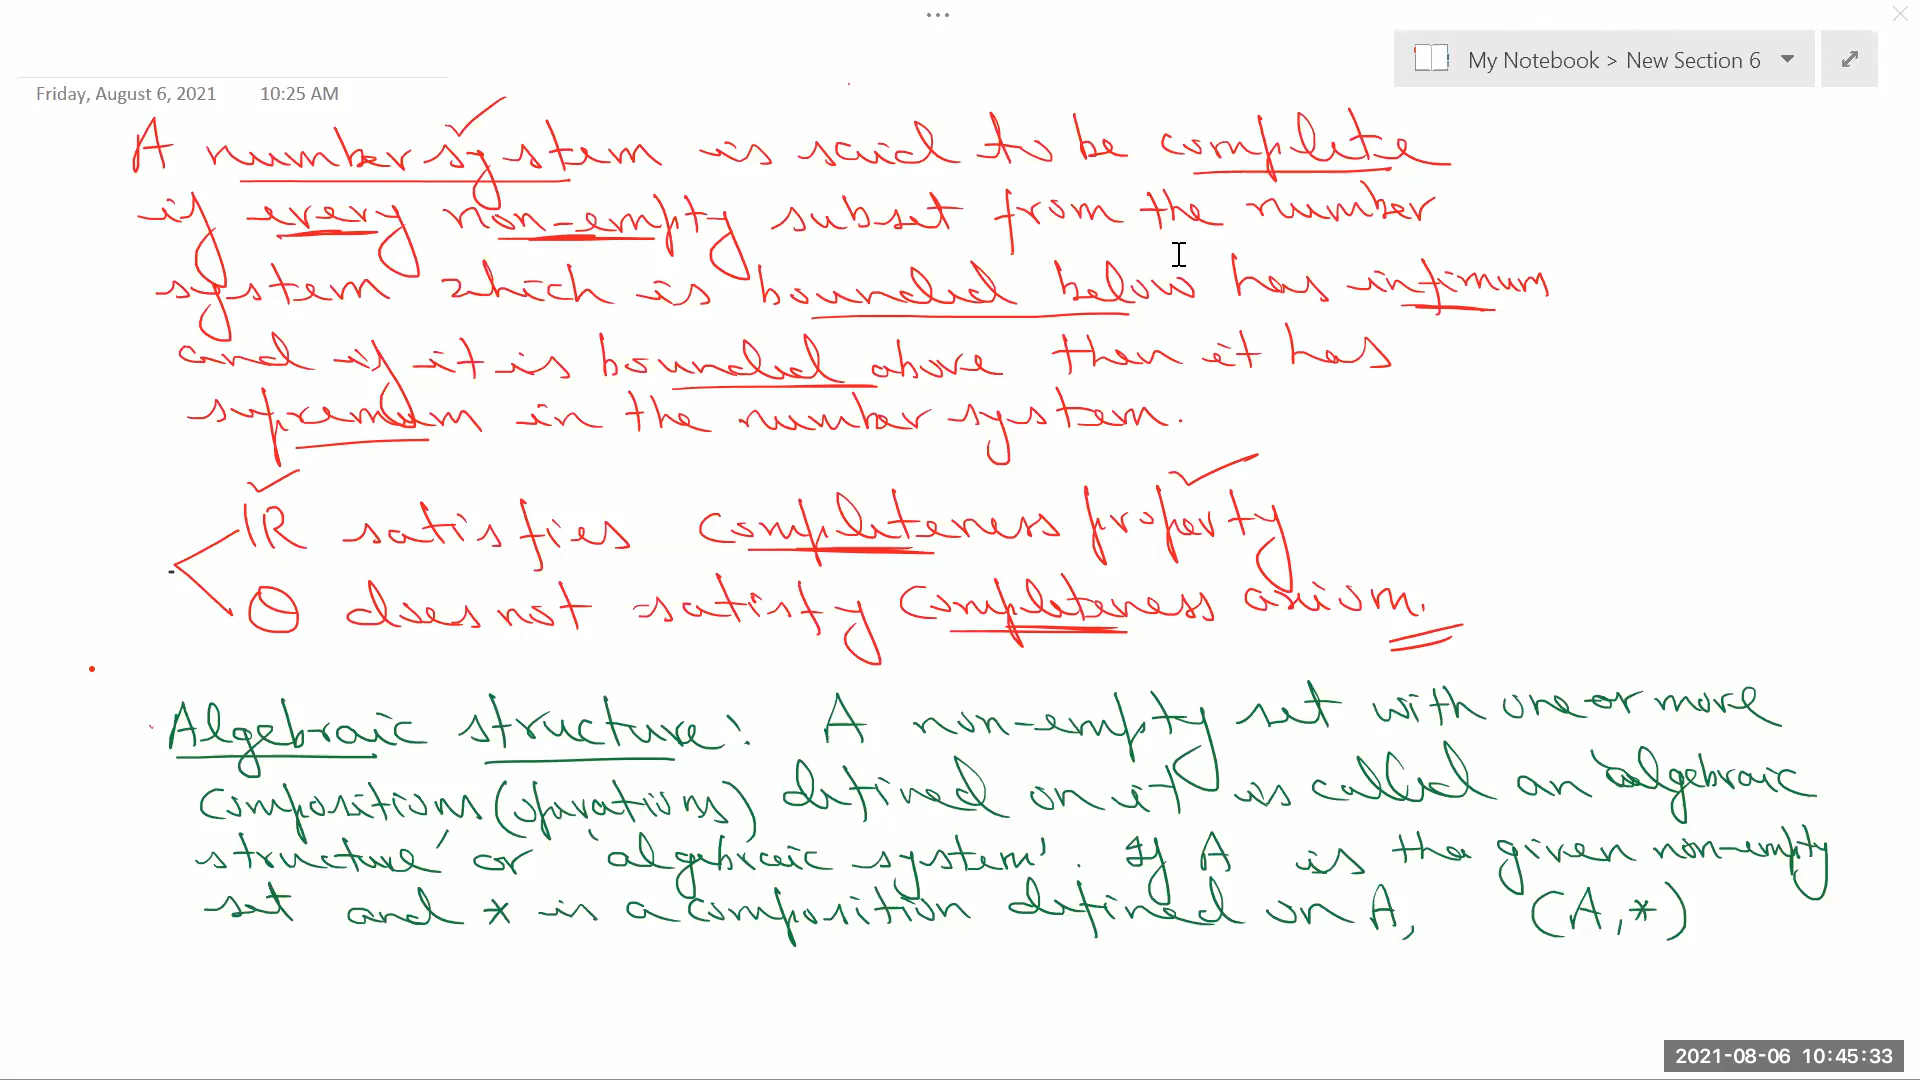 ...
My Notebook > New Section 6
Friday, August 6, 2021 10:25 AM
A number system is said to be complete
if every non-empty subset from the number
system which is bounded below has infimum
and if it is bounded above then it has
supremum in the number system.
ℝ satisfies completeness property
Q does not satisfy completeness axiom.
Algebraic structure: A non-empty set with one or more
compositions (operations) defined on it is called an 'algebraic
structure' or 'algebraic system'. If A is the given non-empty
set and * is a composition defined on A, (A, *)
2021-08-06 10:45:33